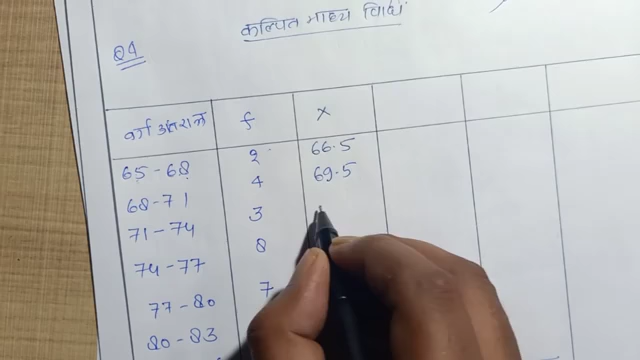 कल्पित माध्य विधि
Q4
वर्ग अंतराल f x
65-68 2 66.5
68-71 4 69.5
71-74 3
74-77 8
77-80 7
80-83